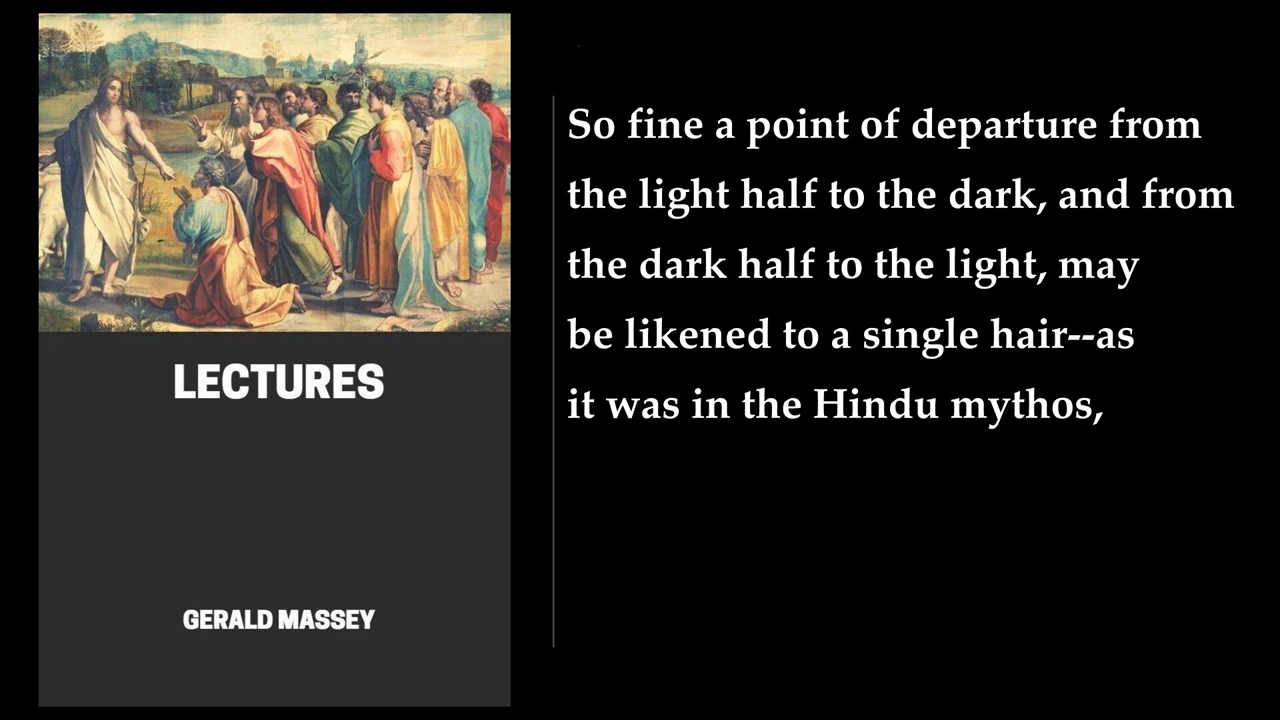 LECTURES
GERALD MASSEY
So fine a point of departure from
the light half to the dark, and from
the dark half to the light, may
be likened to a single hair--as
it was in the Hindu mythos,